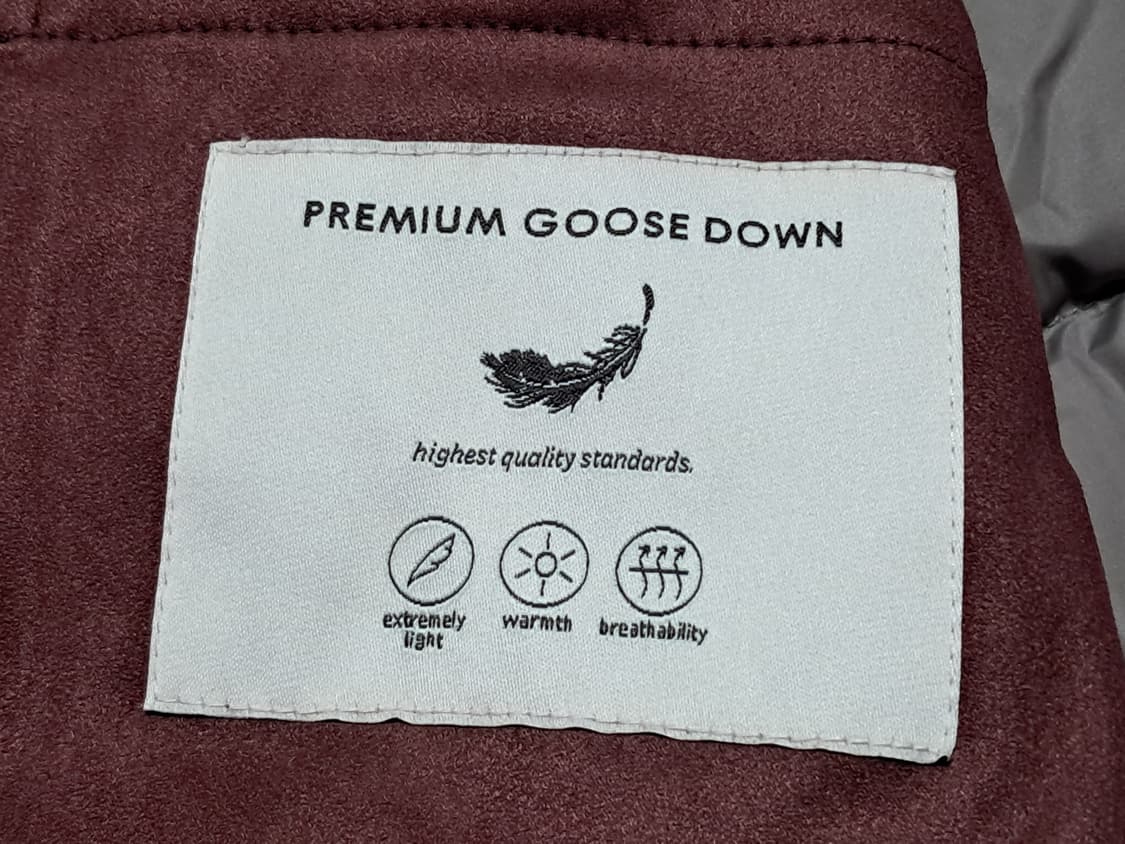 PREMIUM GOOSE DOWN
highest quality standards.
extremely
light
warmth
breathability